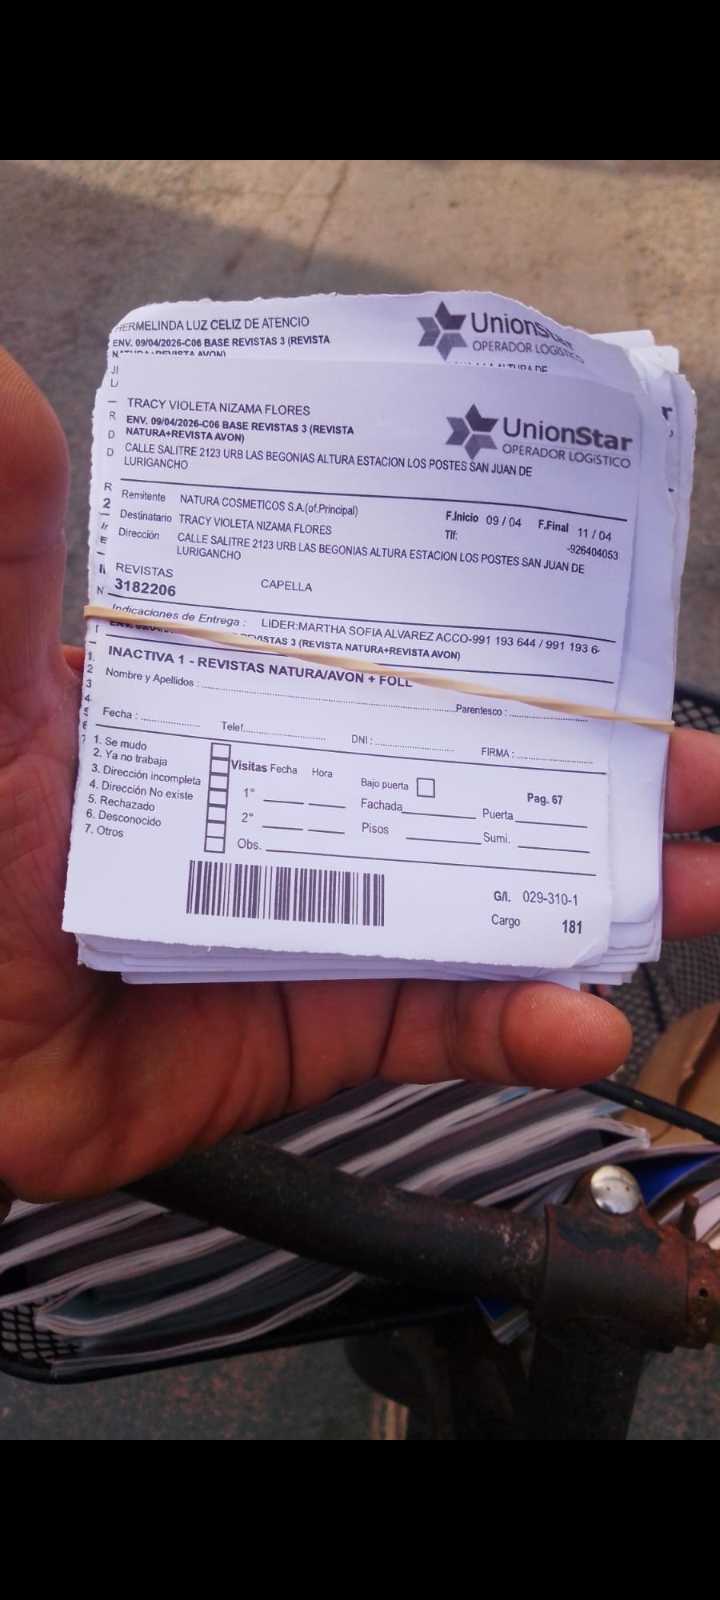 HERMELINDA LUZ CELIZ DE ATENCIO
ENV. 09/04/2026-C06 BASE REVISTAS 3 (REVISTA
NATURA+REVISTA AVON)
UnionStar
OPERADOR LOGíSTICO
TRACY VIOLETA NIZAMA FLORES
ENV. 09/04/2026-C06 BASE REVISTAS 3 (REVISTA
NATURA+REVISTA AVON)
UnionStar
OPERADOR LOGíSTICO
CALLE SALITRE 2123 URB LAS BEGONIAS ALTURA ESTACION LOS POSTES SAN JUAN DE
LURIGANCHO
Remitente NATURA COSMETICOS S.A.(of.Principal)
F.Inicio 09 / 04 F.Final 11 / 04
Destinatario TRACY VIOLETA NIZAMA FLORES
Tlf: -926404053
Dirección CALLE SALITRE 2123 URB LAS BEGONIAS ALTURA ESTACION LOS POSTES SAN JUAN DE
LURIGANCHO
REVISTAS
3182206 CAPELLA
Indicaciones de Entrega : LIDER:MARTHA SOFIA ALVAREZ ACCO-991 193 644 / 991 193 6-
REVISTAS 3 (REVISTA NATURA+REVISTA AVON)
INACTIVA 1 - REVISTAS NATURA/AVON + FOLL
Nombre y Apellidos : Parentesco :
Fecha : Telef. DNI : FIRMA :
1. Se mudo
2. Ya no trabaja
3. Dirección incompleta
4. Dirección No existe
5. Rechazado
6. Desconocido
7. Otros
Visitas Fecha Hora
1°
2°
Obs.
Bajo puerta
Pag. 67
Fachada Puerta
Pisos Sumi.
G/I. 029-310-1
Cargo 181